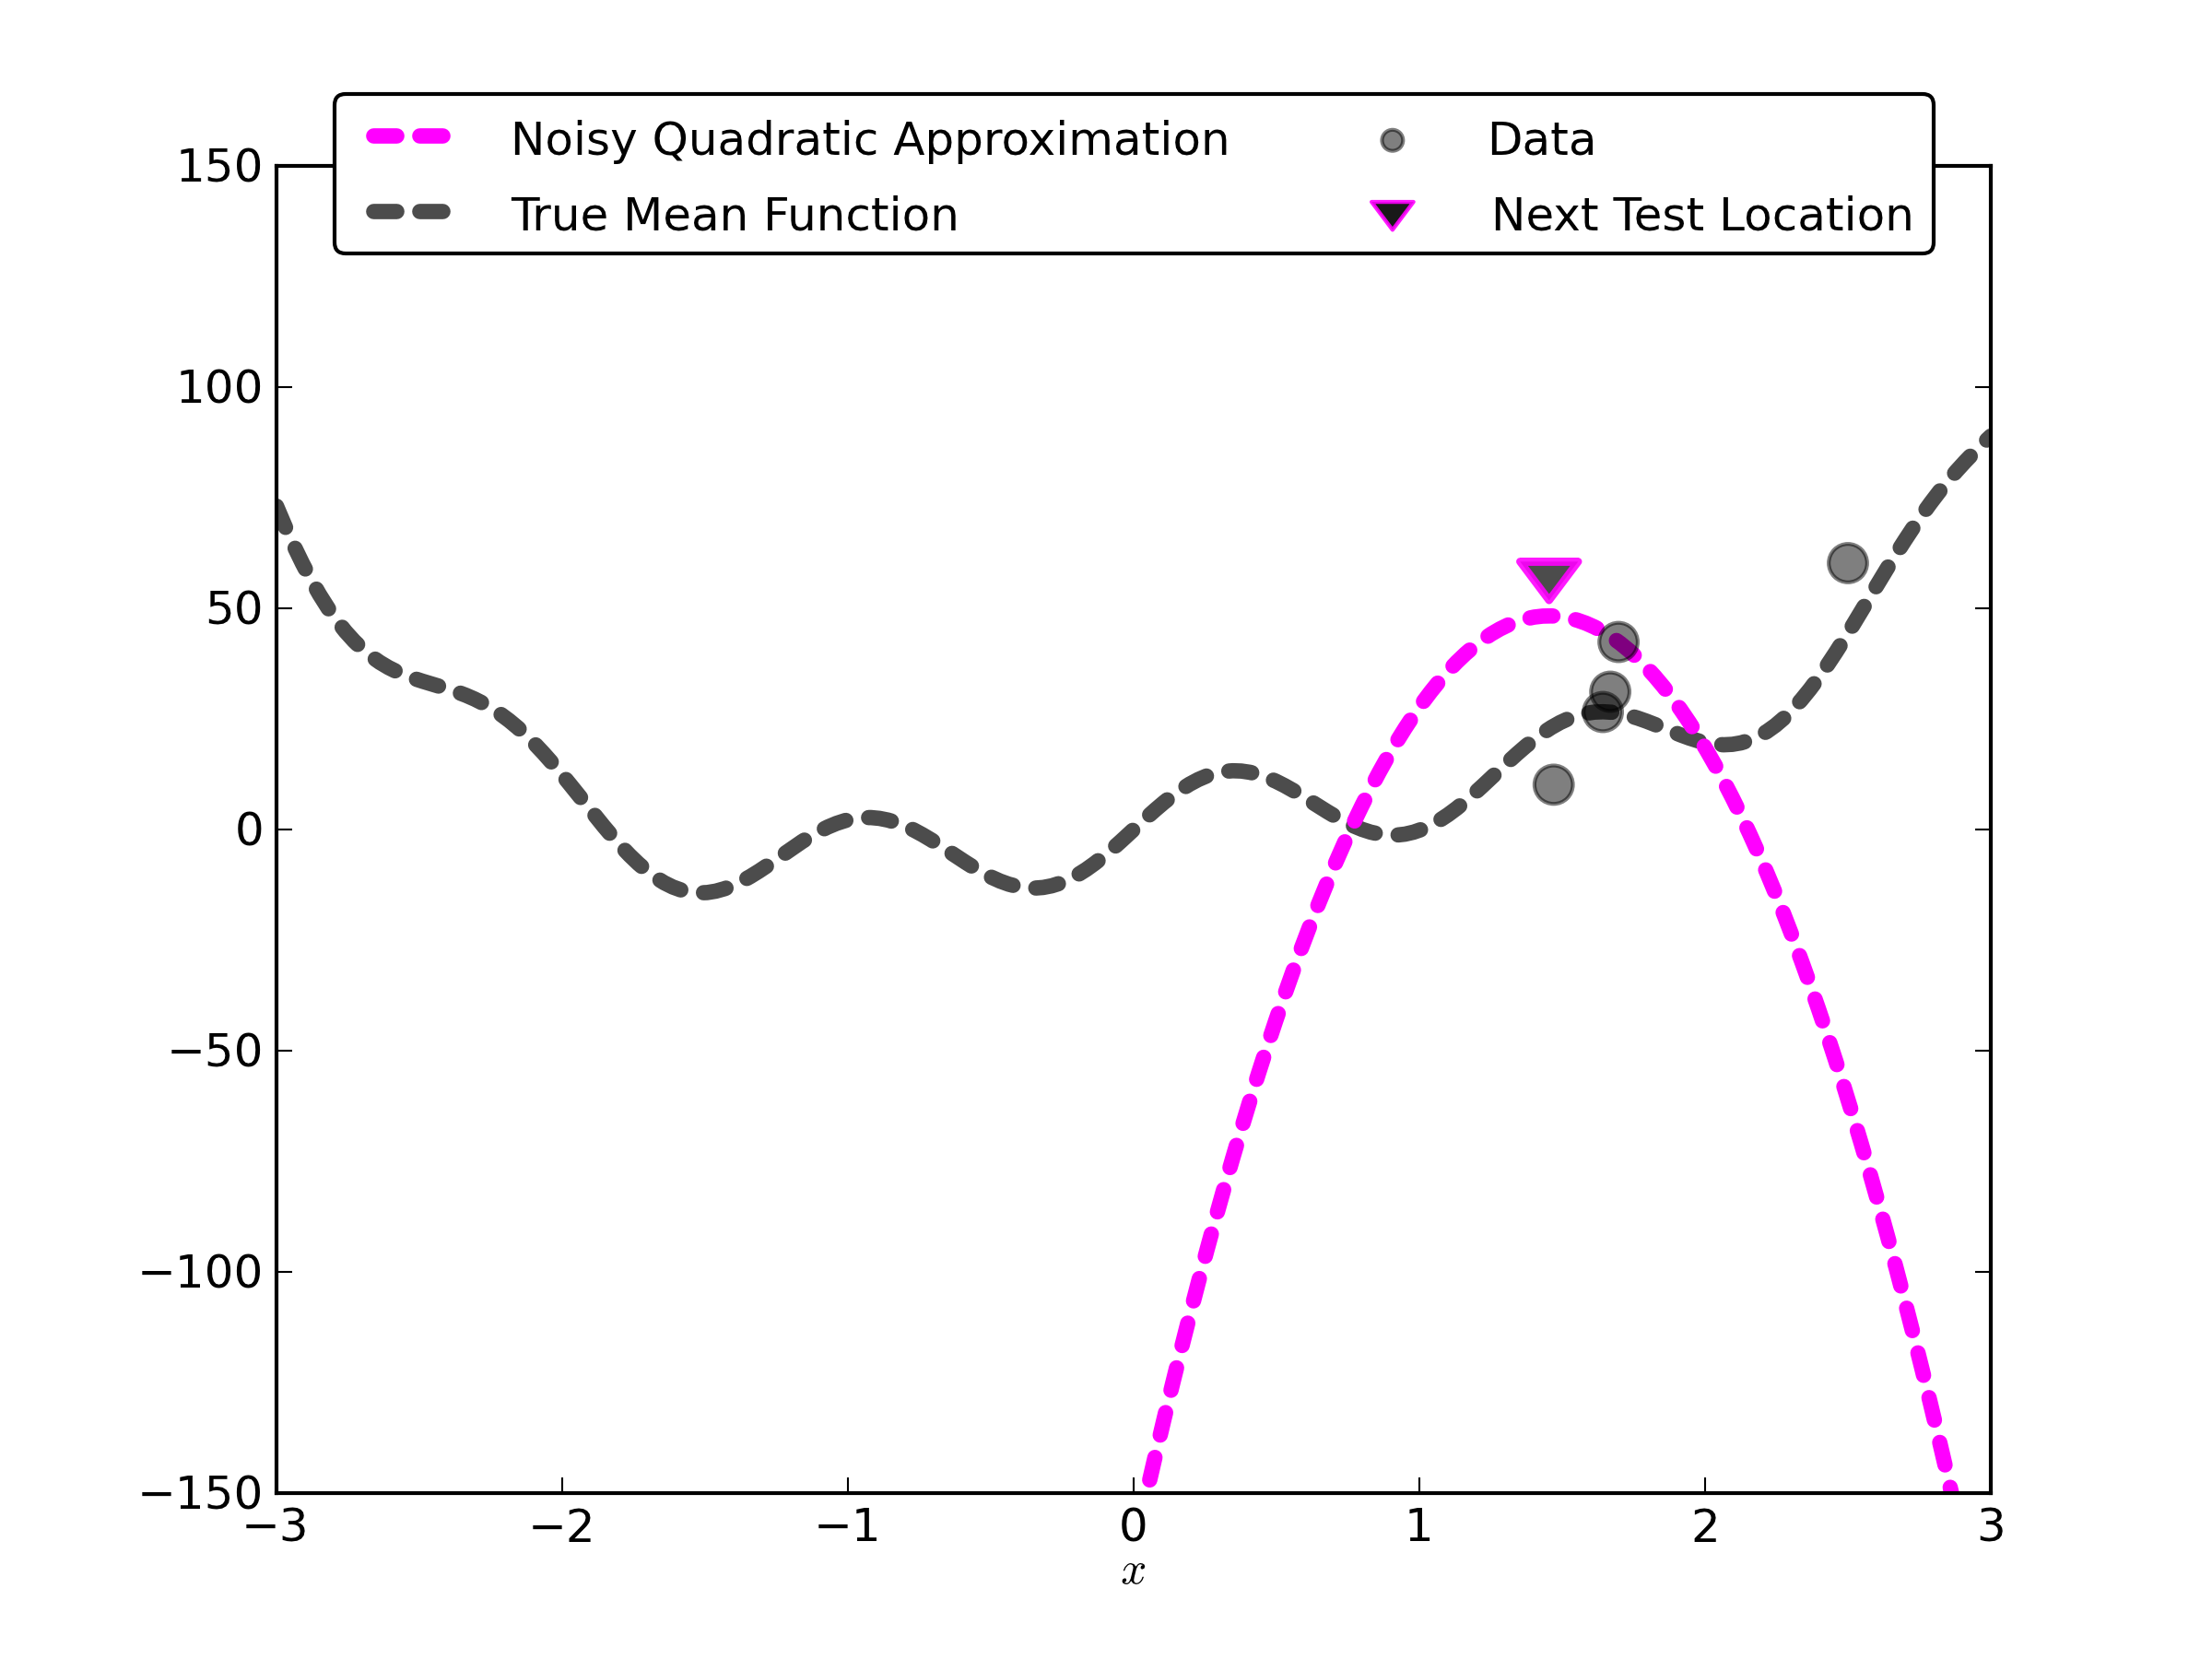 Noisy Quadratic Approximation
True Mean Function
Data
Next Test Location
150
100
50
0
−50
−100
−150
−3
−2
−1
0
1
2
3
x